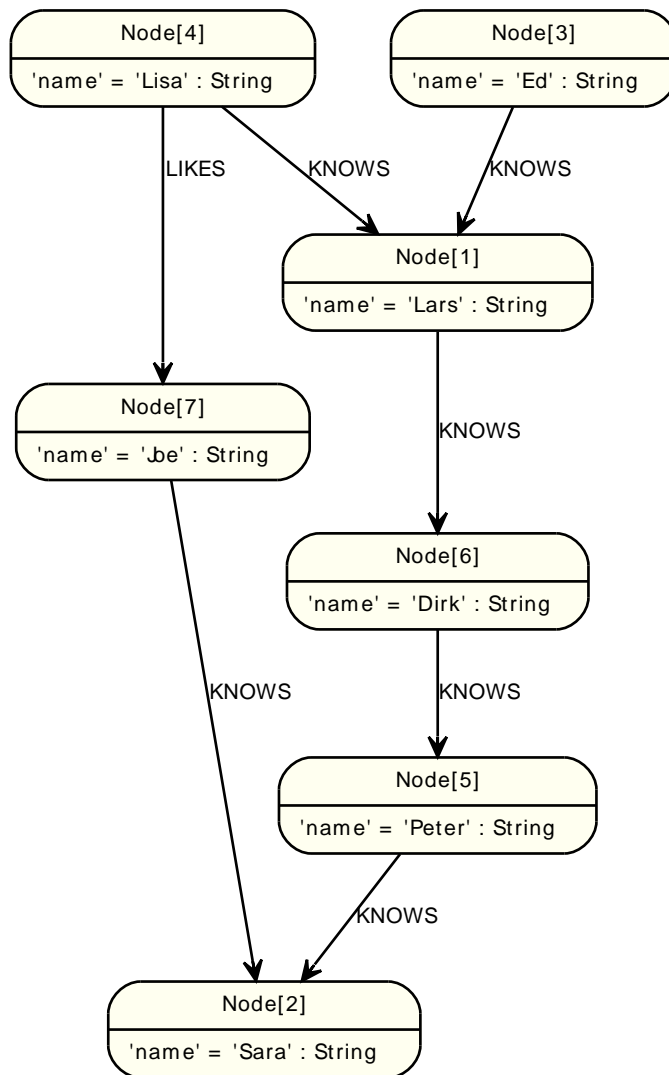 Node[4]
'name' = 'Lisa' : String
Node[3]
'name' = 'Ed' : String
LIKES
KNOWS
KNOWS
Node[1]
'name' = 'Lars' : String
Node[7]
'name' = 'Joe' : String
KNOWS
Node[6]
'name' = 'Dirk' : String
KNOWS
KNOWS
Node[5]
'name' = 'Peter' : String
KNOWS
Node[2]
'name' = 'Sara' : String